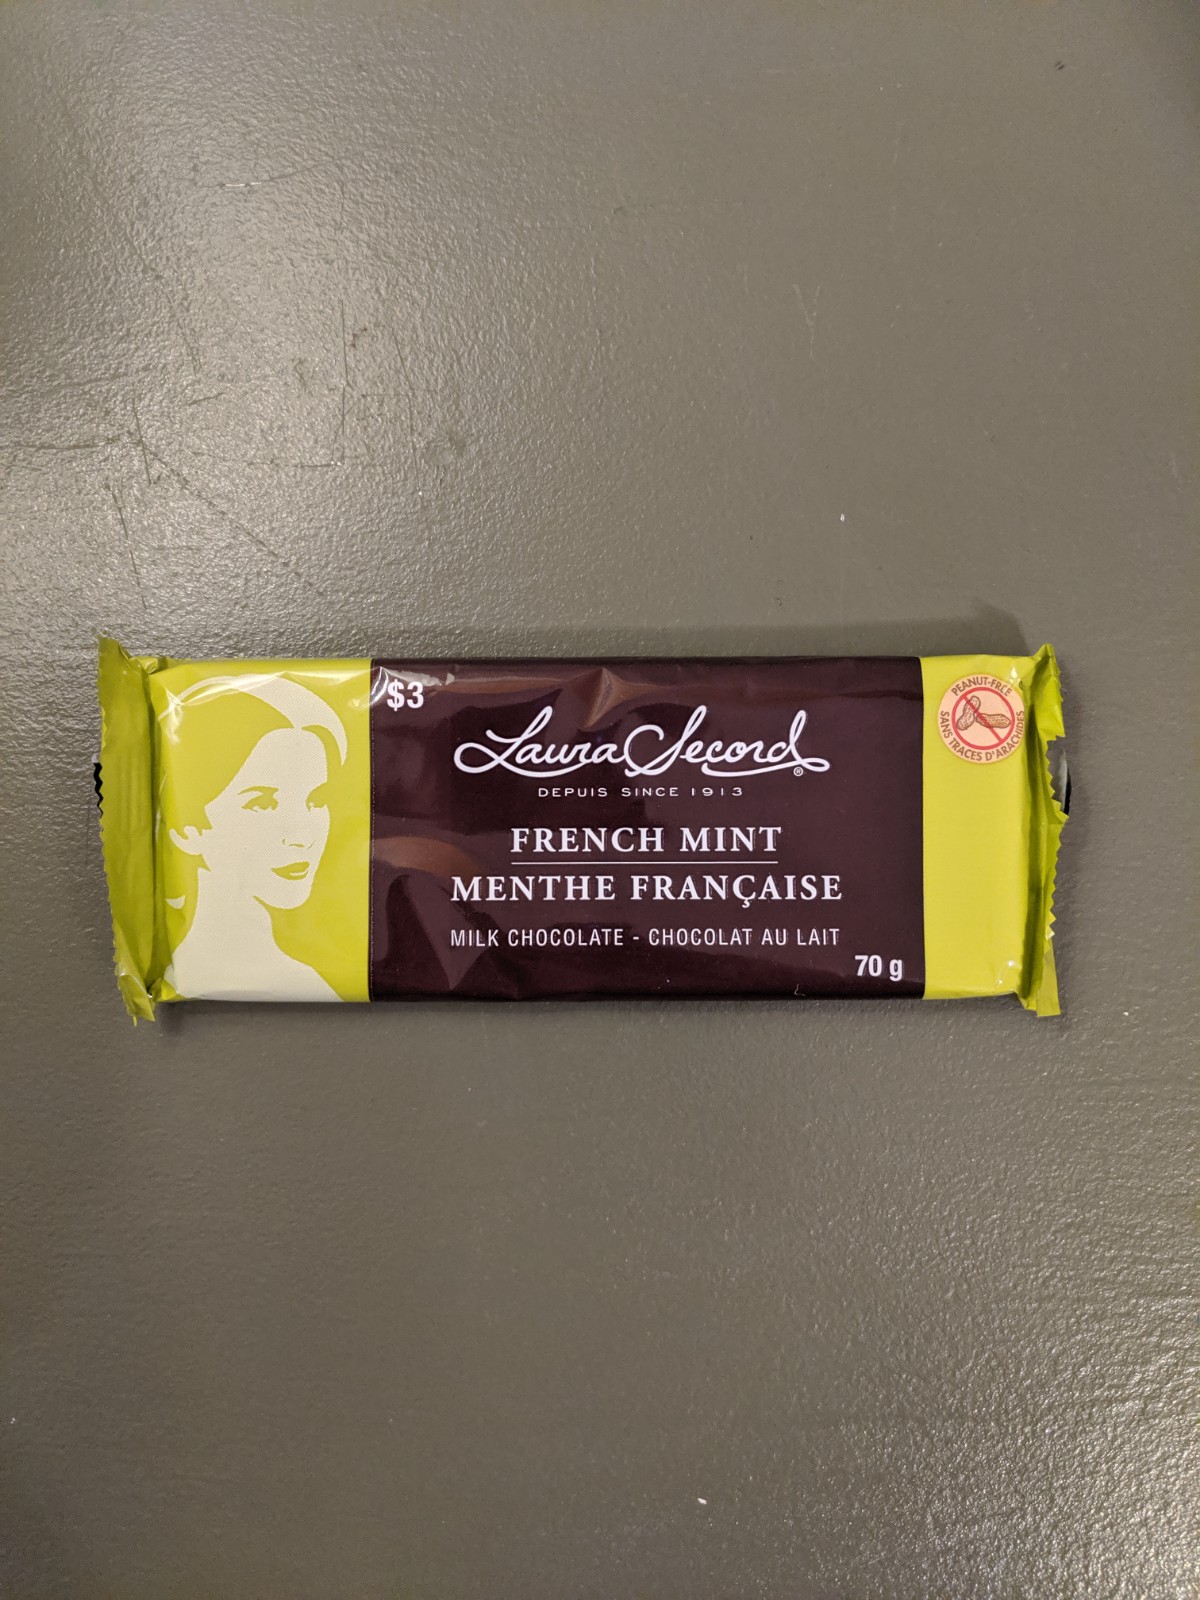 $3
Laura Secord®
DEPUIS SINCE 1913
FRENCH MINT
MENTHE FRANÇAISE
MILK CHOCOLATE - CHOCOLAT AU LAIT
70 g
PEANUT-FREE
SANS TRACES D'ARACHIDES